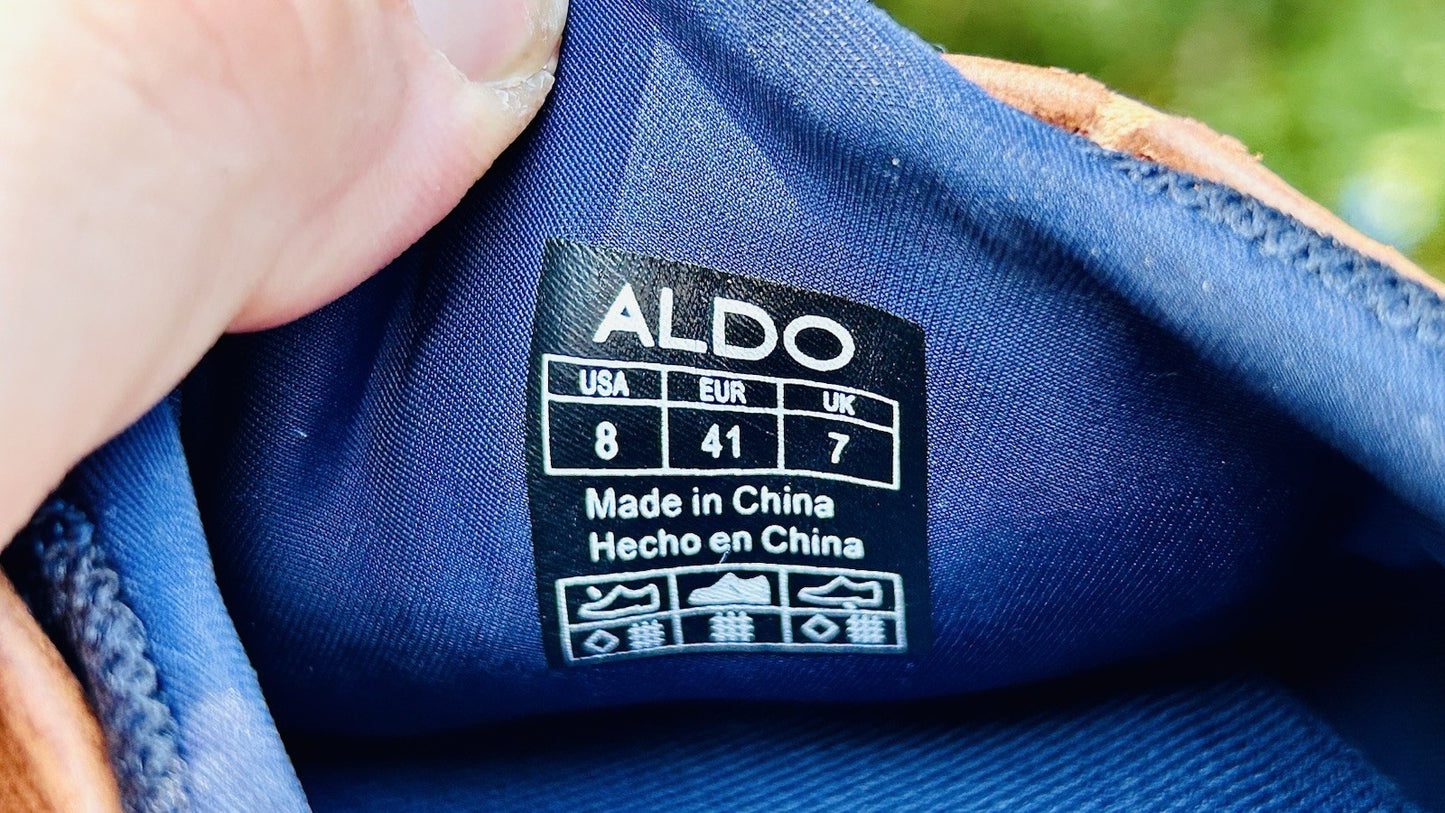 ALDO
USA EUR UK
8 41 7
Made in China
Hecho en China